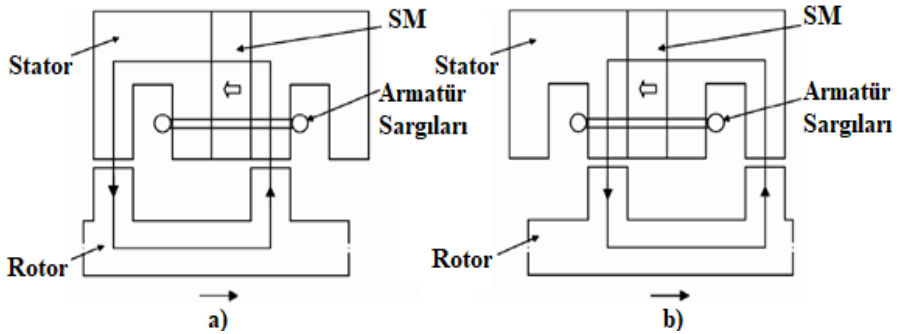 SM
Stator
Armatür
Sargıları
Rotor
a)
SM
Stator
Armatür
Sargıları
Rotor
b)